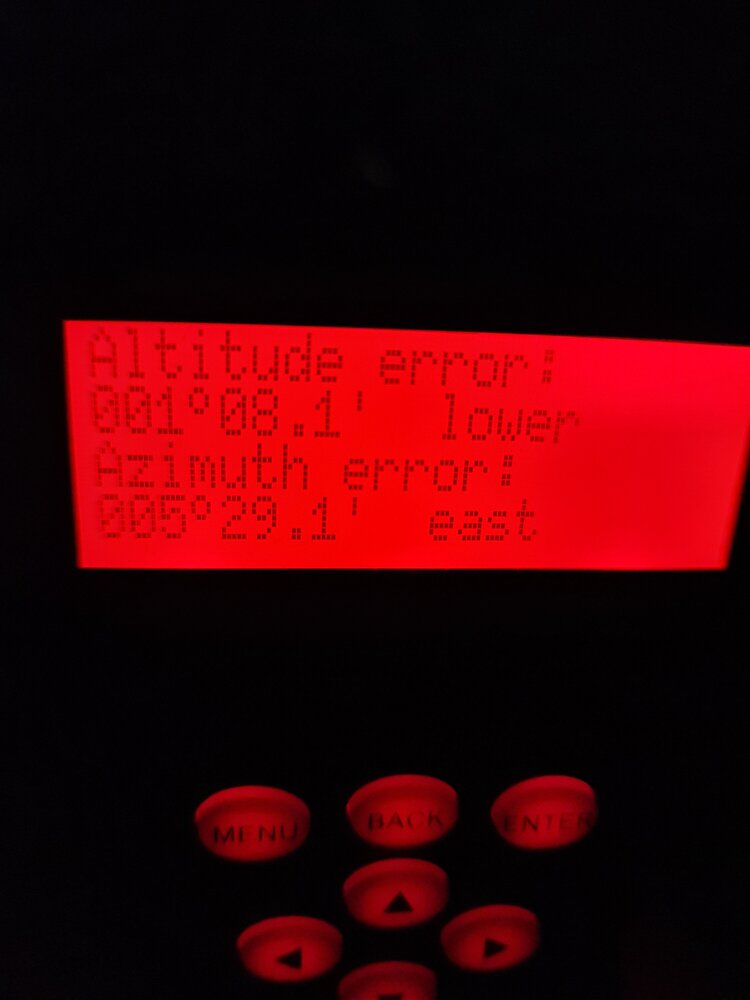 Altitude error:
001°08.1' lower
Azimuth error:
005°29.1' east
MENU BACK ENTER